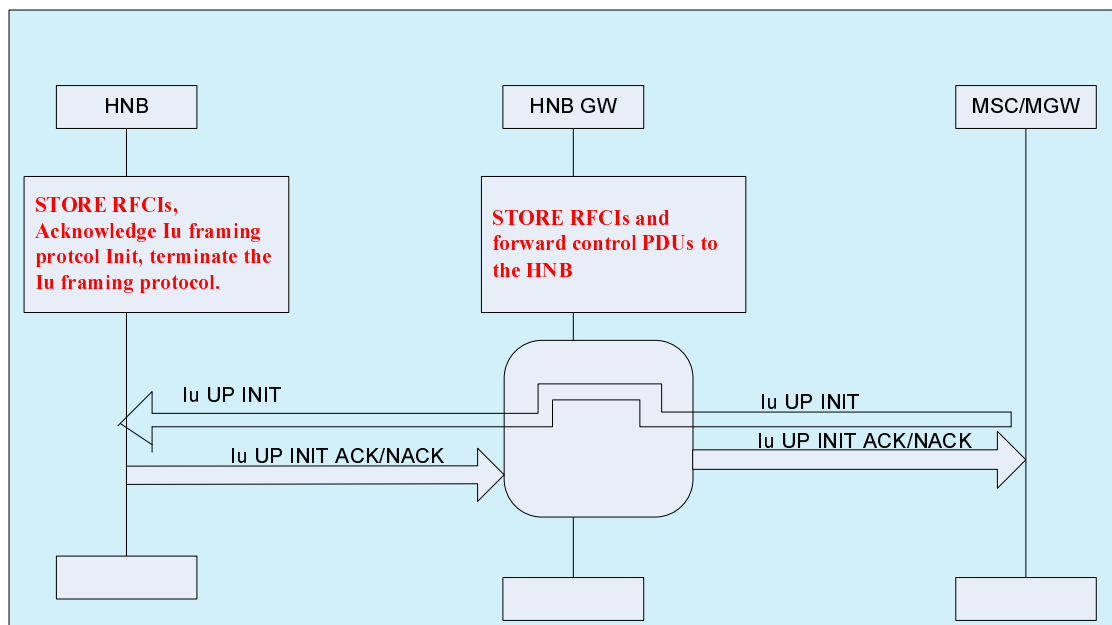 HNB
HNB GW
MSC/MGW
STORE RFCIs,
Acknowledge Iu framing
protcol Init, terminate the
Iu framing protocol.
STORE RFCIs and
forward control PDUs to
the HNB
Iu UP INIT
Iu UP INIT
Iu UP INIT ACK/NACK
Iu UP INIT ACK/NACK